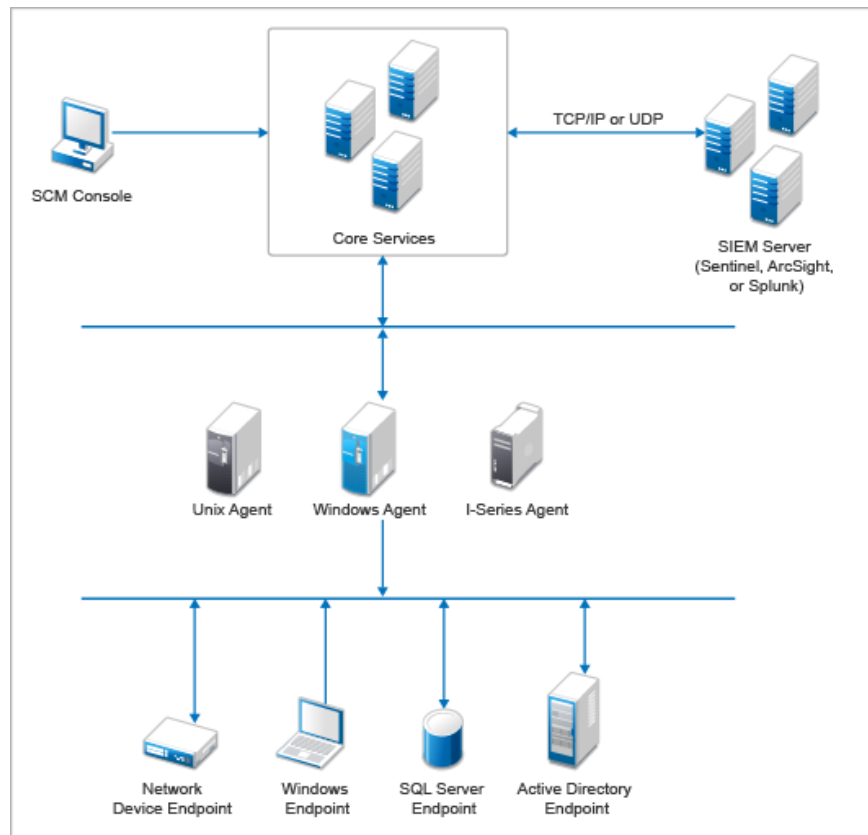 TCP/IP or UDP
SCM Console
Core Services
SIEM Server
(Sentinel, ArcSight,
or Splunk)
Unix Agent
Windows Agent
I-Series Agent
Network
Device Endpoint
Windows
Endpoint
SQL Server
Endpoint
Active Directory
Endpoint